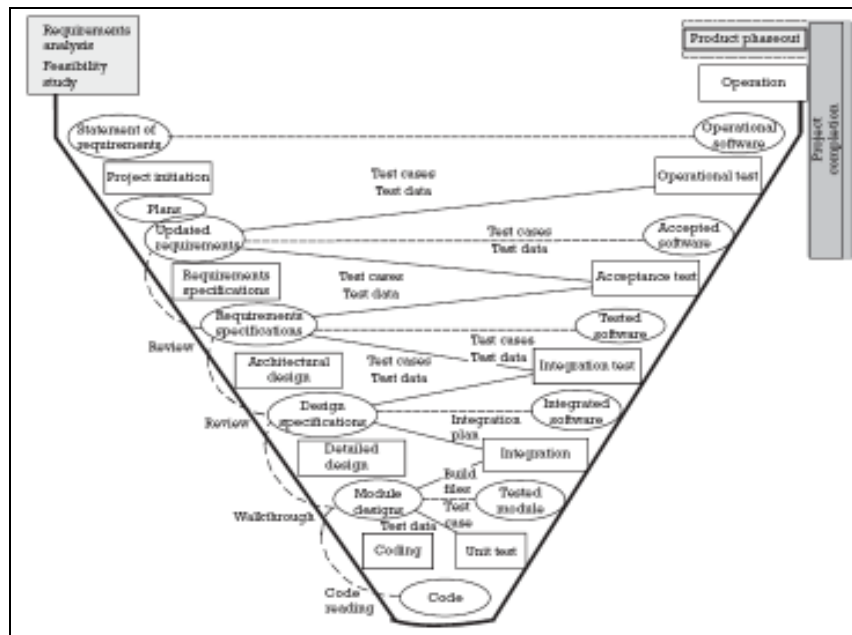 Requirements
analysis
Feasibility
study
Product phaseout
Operation
Project
completion
Statement of
requirements
Operational
software
Project initiation
Test cases
Test data
Operational test
Plans
Updated
requirements
Test cases
Test data
Accepted
software
Requirements
specifications
Test cases
Test data
Acceptance test
Requirements
specifications
Tested
software
Review
Test cases
Test data
Architectural
design
Test cases
Test data
Integration test
Design
specifications
Integrated
software
Review
Integration
plan
Detailed
design
Integration
Build
files
Module
designs
Tested
module
Walkthrough
Test data
Test
case
Coding
Unit test
Code
reading
Code